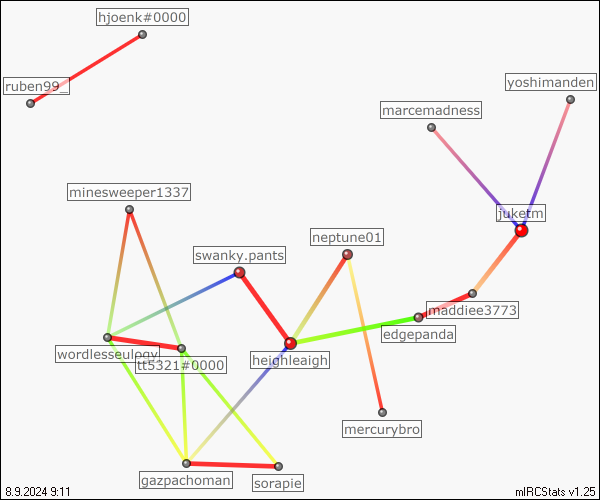 hjoenk#0000
ruben99_
yoshimanden
marcemadness
minesweeper1337
juketm
neptune01
swanky.pants
maddiee3773
edgepanda
wordlesseulogy
tt5321#0000
heighleaigh
mercurybro
gazpachoman
sorapie
8.9.2024 9:11
mIRCStats v1.25